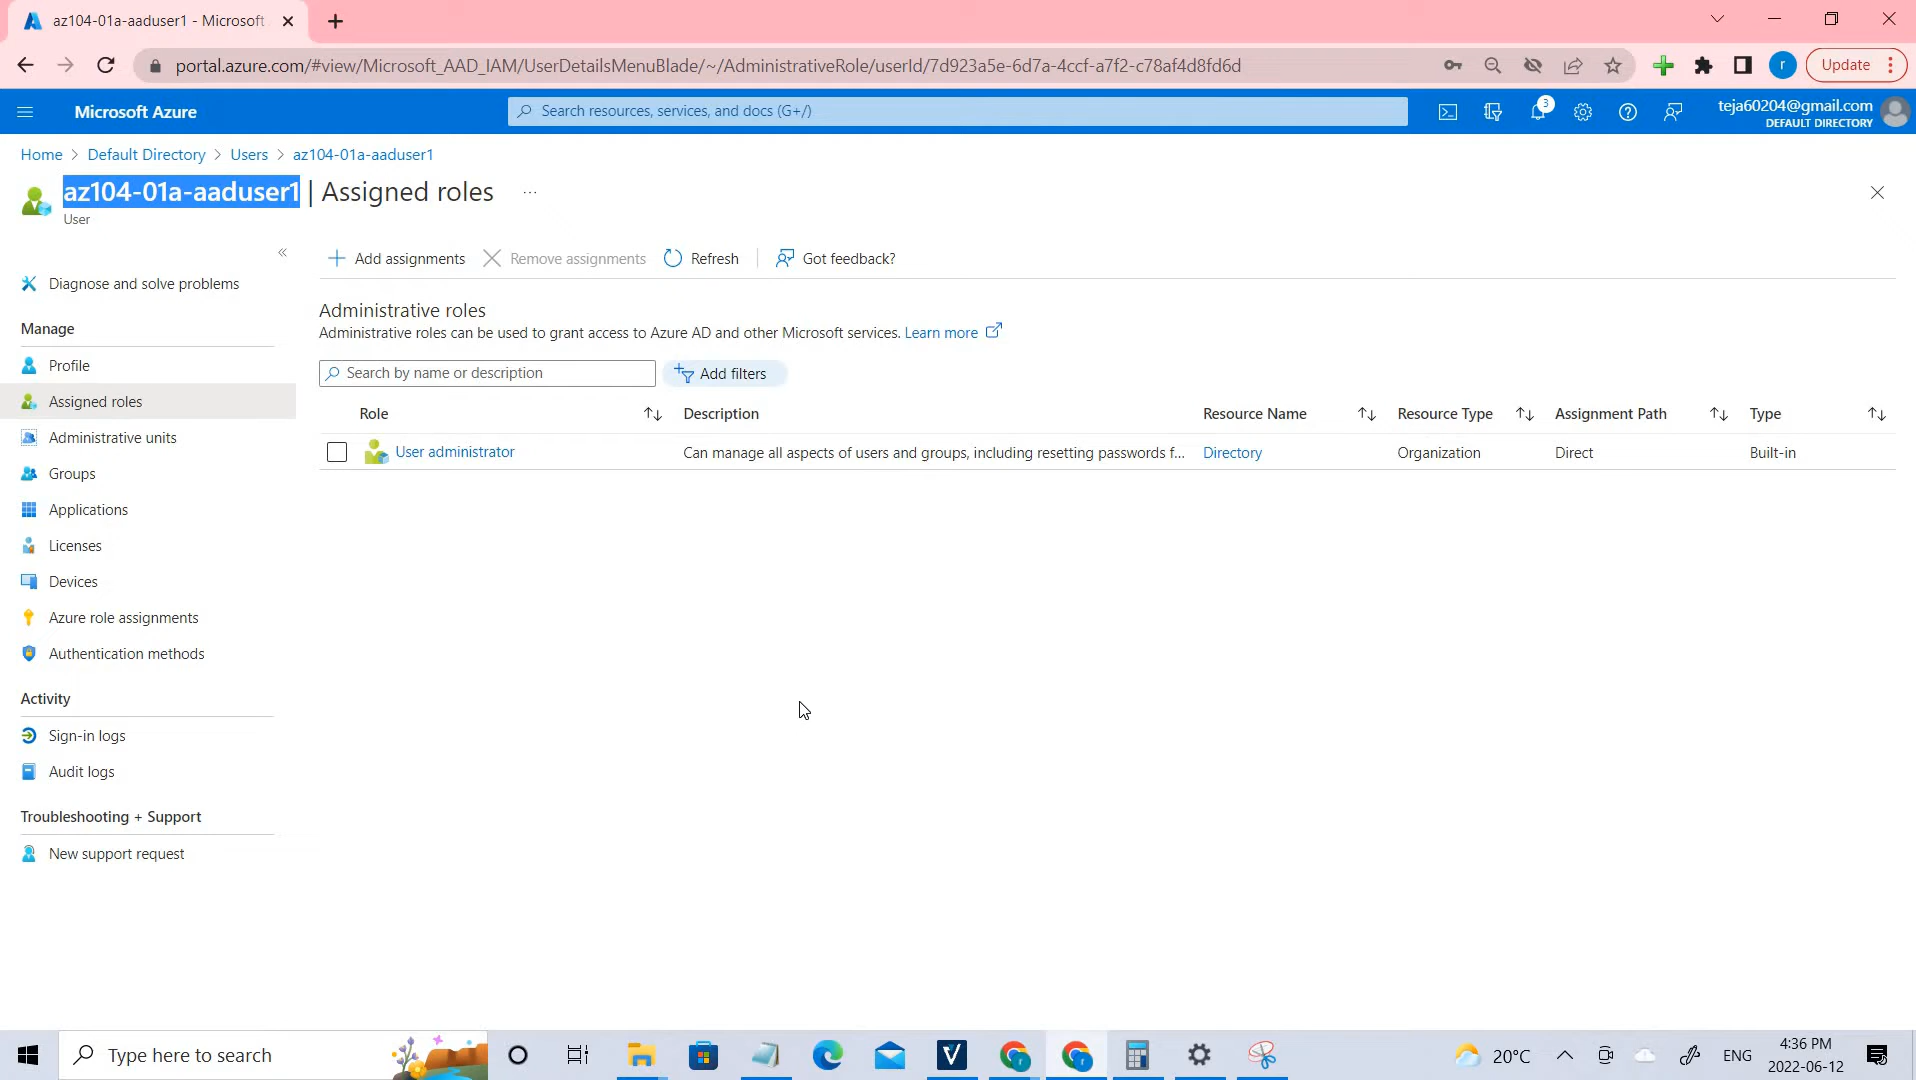 az104-01a-aaduser1 - Microsoft
portal.azure.com/#view/Microsoft_AAD_IAM/UserDetailsMenuBlade/~/AdministrativeRole/userId/7d923a5e-6d7a-4ccf-a7f2-c78af4d8fd6d
r
Update
Microsoft Azure
Search resources, services, and docs (G+/)
3
teja60204@gmail.com
DEFAULT DIRECTORY
Home > Default Directory > Users > az104-01a-aaduser1
az104-01a-aaduser1 | Assigned roles ...
User
Diagnose and solve problems
Manage
Profile
Assigned roles
Administrative units
Groups
Applications
Licenses
Devices
Azure role assignments
Authentication methods
Activity
Sign-in logs
Audit logs
Troubleshooting + Support
New support request
Add assignments
Remove assignments
Refresh
Got feedback?
Administrative roles
Administrative roles can be used to grant access to Azure AD and other Microsoft services. Learn more
Search by name or description
Add filters
Role Description Resource Name Resource Type Assignment Path Type
User administrator Can manage all aspects of users and groups, including resetting passwords f... Directory Organization Direct Built-in
Type here to search
20°C
ENG
4:36 PM
2022-06-12